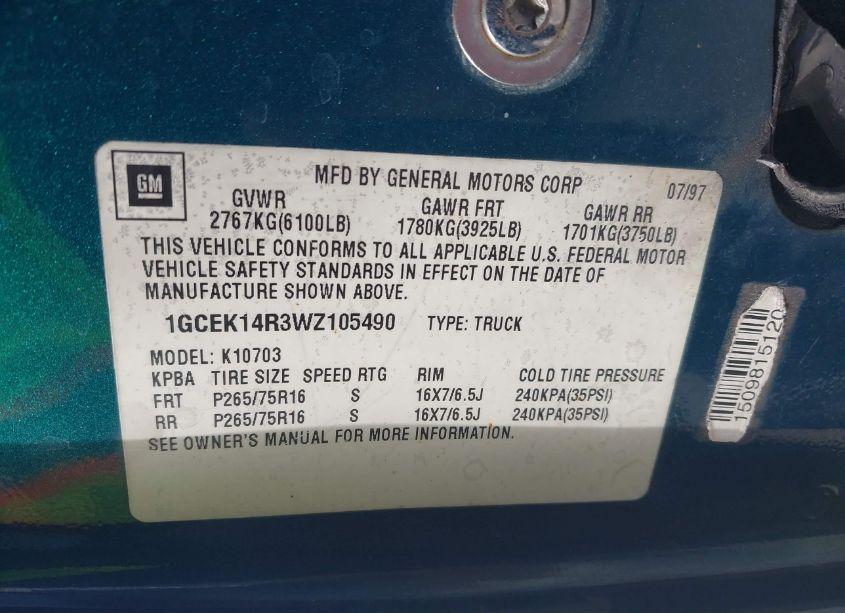 GM
MFD BY GENERAL MOTORS CORP 07/97
GVWR GAWR FRT GAWR RR
2767KG(6100LB) 1780KG(3925LB) 1701KG(3750LB)
THIS VEHICLE CONFORMS TO ALL APPLICABLE U.S. FEDERAL MOTOR
VEHICLE SAFETY STANDARDS IN EFFECT ON THE DATE OF
MANUFACTURE SHOWN ABOVE.
1GCEK14R3WZ105490 TYPE: TRUCK
MODEL: K10703
KPBA TIRE SIZE SPEED RTG RIM COLD TIRE PRESSURE
FRT P265/75R16 S 16X7/6.5J 240KPA(35PSI)
RR P265/75R16 S 16X7/6.5J 240KPA(35PSI)
SEE OWNER'S MANUAL FOR MORE INFORMATION.
1509815120